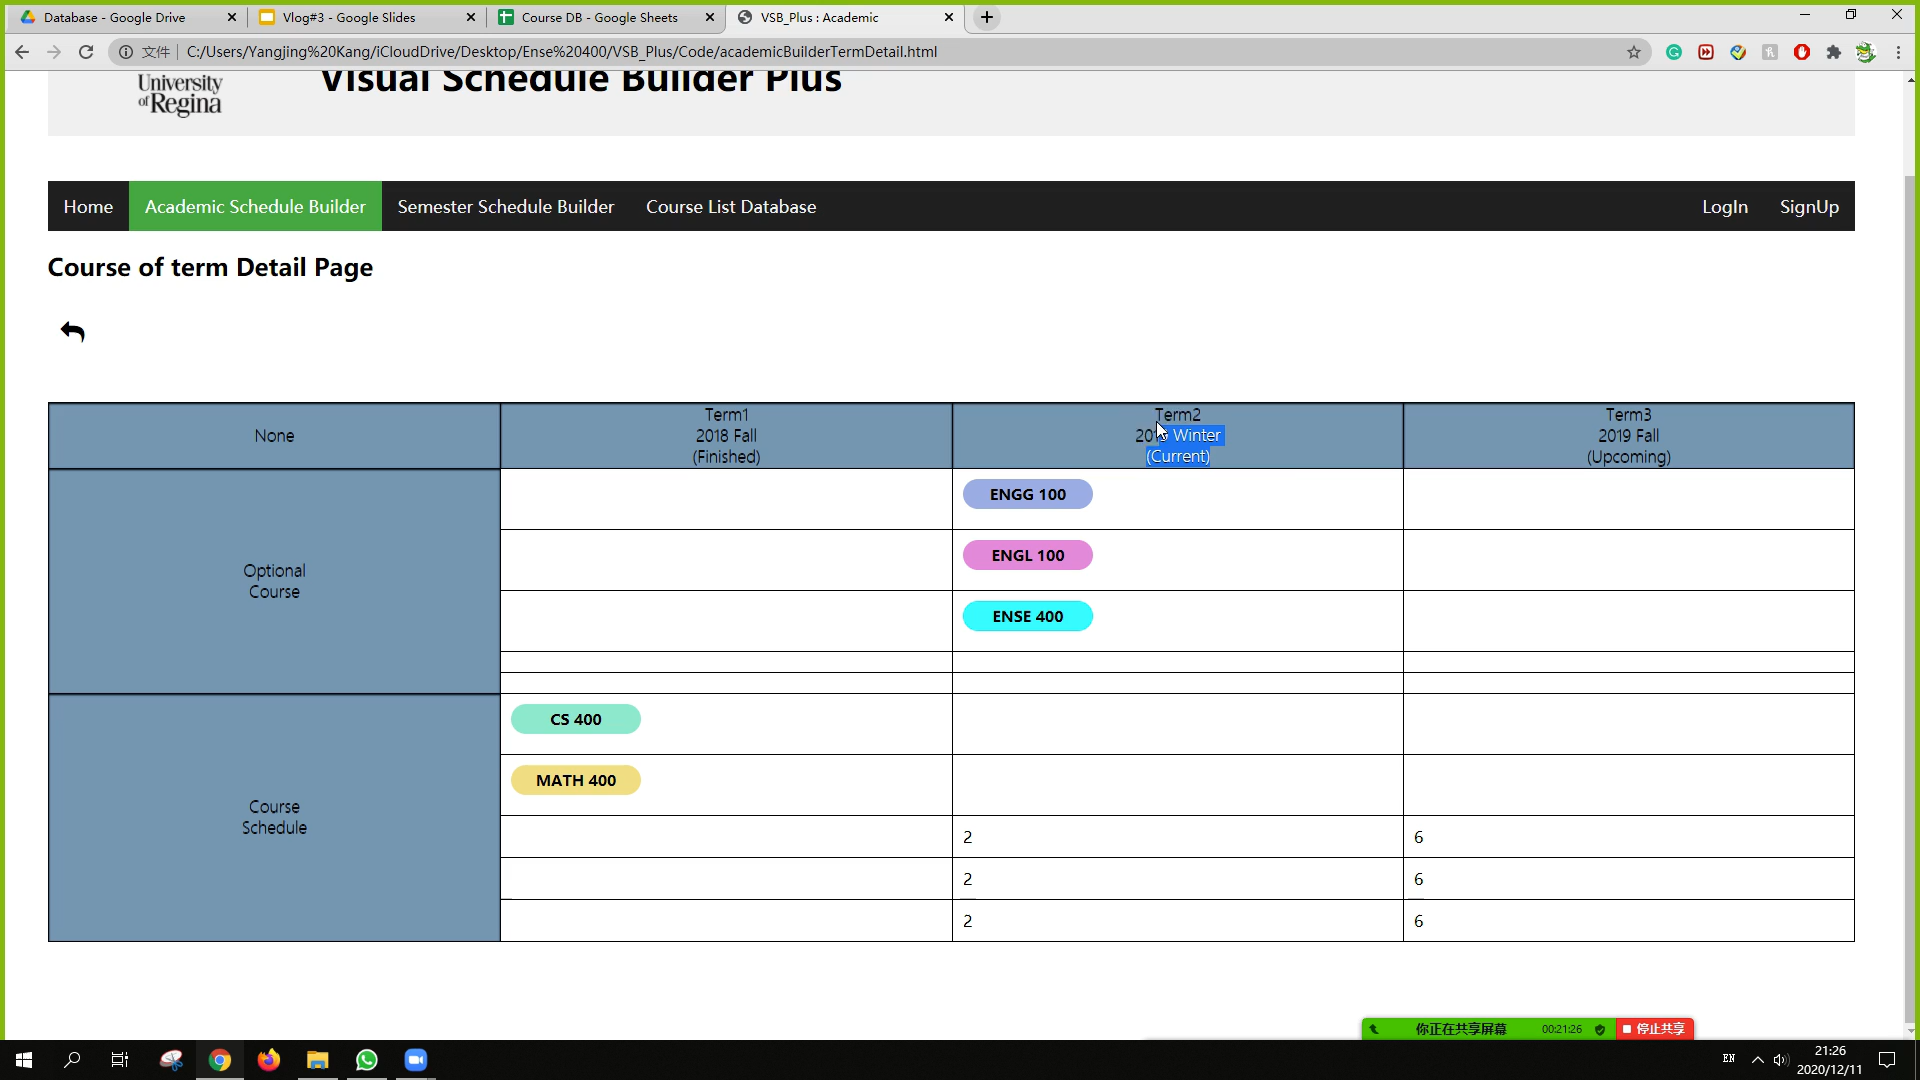 Database - Google Drive
Vlog#3 - Google Slides
Course DB - Google Sheets
VSB_Plus : Academic
文件
C:/Users/Yangjing%20Kang/iCloudDrive/Desktop/Ense%20400/VSB_Plus/Code/academicBuilderTermDetail.html
University
of Regina
Visual Schedule Builder Plus
Home
Academic Schedule Builder
Semester Schedule Builder
Course List Database
LogIn
SignUp
Course of term Detail Page
None
Term1
2018 Fall
(Finished)
Term2
Winter
(Current)
Term3
2019 Fall
(Upcoming)
Optional
Course
ENGG 100
ENGL 100
ENSE 400
Course
Schedule
CS 400
MATH 400
2
6
2
6
2
6
你正在共享屏幕
00:21:26
停止共享
EN
21:26
2020/12/11